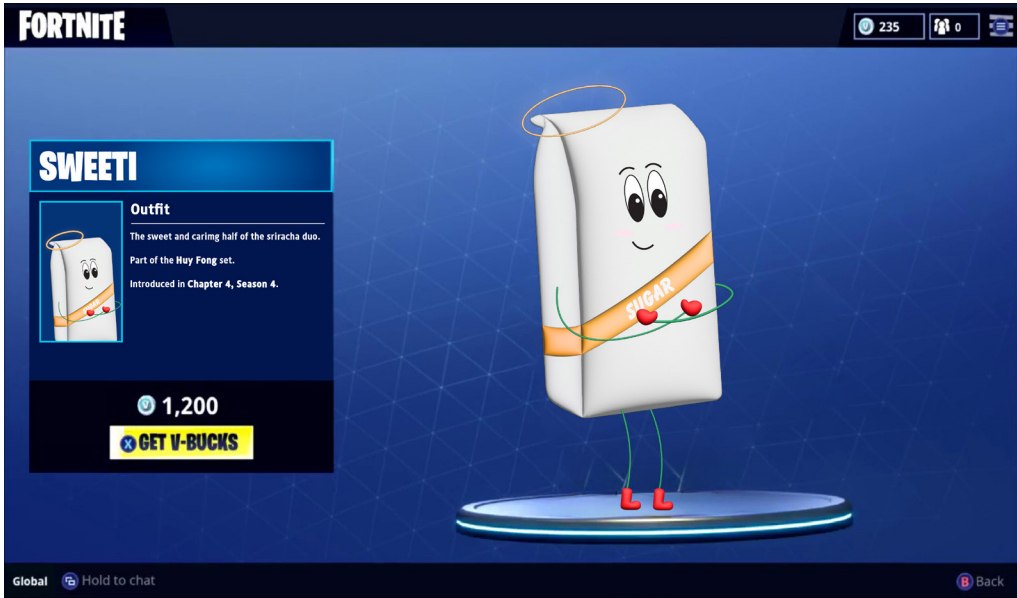 FORTNITE
235
0
SWEETI
Outfit
The sweet and carimg half of the sriracha duo.
Part of the Huy Fong set.
Introduced in Chapter 4, Season 4.
SUGAR
1,200
X GET V-BUCKS
Global
Hold to chat
B Back